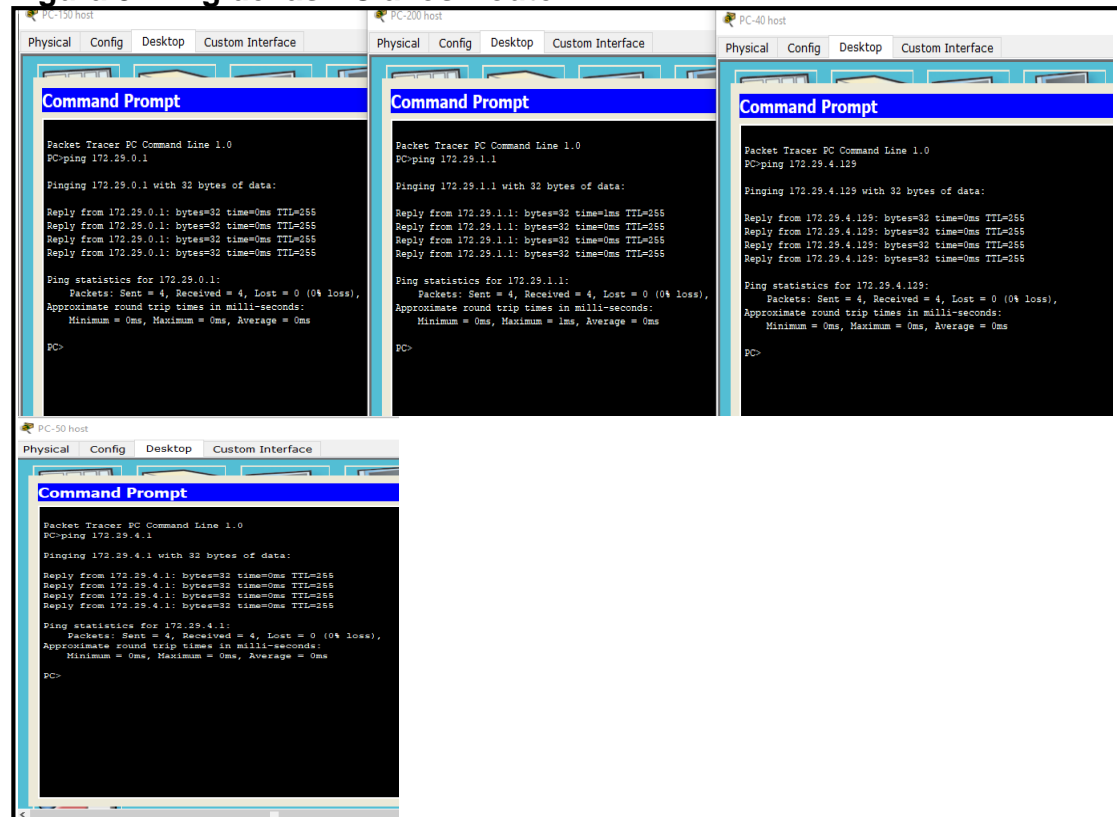 PC-150 host
Physical Config Desktop Custom Interface
Command Prompt
Packet Tracer PC Command Line 1.0
PC>ping 172.29.0.1
Pinging 172.29.0.1 with 32 bytes of data:
Reply from 172.29.0.1: bytes=32 time=0ms TTL=255
Reply from 172.29.0.1: bytes=32 time=0ms TTL=255
Reply from 172.29.0.1: bytes=32 time=0ms TTL=255
Reply from 172.29.0.1: bytes=32 time=0ms TTL=255
Ping statistics for 172.29.0.1:
Packets: Sent = 4, Received = 4, Lost = 0 (0% loss),
Approximate round trip times in milli-seconds:
Minimum = 0ms, Maximum = 0ms, Average = 0ms
PC>
PC-200 host
Physical Config Desktop Custom Interface
Command Prompt
Packet Tracer PC Command Line 1.0
PC>ping 172.29.1.1
Pinging 172.29.1.1 with 32 bytes of data:
Reply from 172.29.1.1: bytes=32 time=1ms TTL=255
Reply from 172.29.1.1: bytes=32 time=0ms TTL=255
Reply from 172.29.1.1: bytes=32 time=0ms TTL=255
Reply from 172.29.1.1: bytes=32 time=0ms TTL=255
Ping statistics for 172.29.1.1:
Packets: Sent = 4, Received = 4, Lost = 0 (0% loss),
Approximate round trip times in milli-seconds:
Minimum = 0ms, Maximum = 1ms, Average = 0ms
PC>
PC-40 host
Physical Config Desktop Custom Interface
Command Prompt
Packet Tracer PC Command Line 1.0
PC>ping 172.29.4.129
Pinging 172.29.4.129 with 32 bytes of data:
Reply from 172.29.4.129: bytes=32 time=0ms TTL=255
Reply from 172.29.4.129: bytes=32 time=0ms TTL=255
Reply from 172.29.4.129: bytes=32 time=0ms TTL=255
Reply from 172.29.4.129: bytes=32 time=0ms TTL=255
Ping statistics for 172.29.4.129:
Packets: Sent = 4, Received = 4, Lost = 0 (0% loss),
Approximate round trip times in milli-seconds:
Minimum = 0ms, Maximum = 0ms, Average = 0ms
PC>
PC-50 host
Physical Config Desktop Custom Interface
Command Prompt
Packet Tracer PC Command Line 1.0
PC>ping 172.29.4.1
Pinging 172.29.4.1 with 32 bytes of data:
Reply from 172.29.4.1: bytes=32 time=0ms TTL=255
Reply from 172.29.4.1: bytes=32 time=0ms TTL=255
Reply from 172.29.4.1: bytes=32 time=0ms TTL=255
Reply from 172.29.4.1: bytes=32 time=0ms TTL=255
Ping statistics for 172.29.4.1:
Packets: Sent = 4, Received = 4, Lost = 0 (0% loss),
Approximate round trip times in milli-seconds:
Minimum = 0ms, Maximum = 0ms, Average = 0ms
PC>